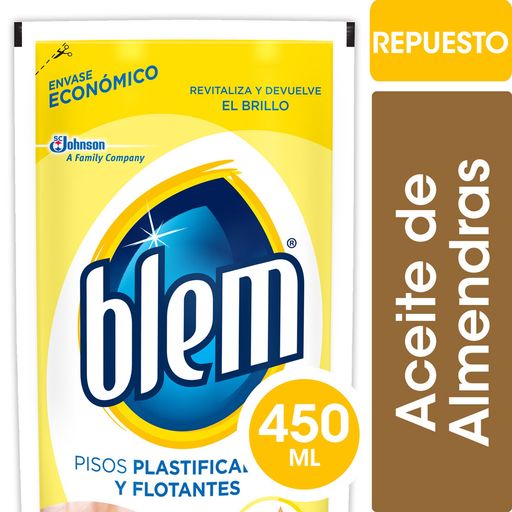 REPUESTO
ENVASE
ECONÓMICO
REVITALIZA Y DEVUELVE
EL BRILLO
SC Johnson
A Family Company
blem®
450
ML
PISOS
Y FLOTANTES
Aceite de
Almendras